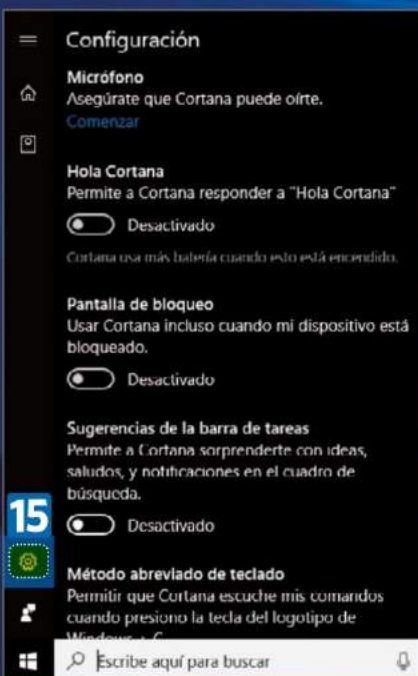 Configuración
Micrófono
Asegúrate que Cortana puede oírte.
Comenzar
Hola Cortana
Permite a Cortana responder a "Hola Cortana"
Desactivado
Cortana usa más batería cuando esto está encendido.
Pantalla de bloqueo
Usar Cortana incluso cuando mi dispositivo está
bloqueado.
Desactivado
Sugerencias de la barra de tareas
Permite a Cortana sorprenderte con ideas,
saludos, y notificaciones en el cuadro de
búsqueda.
15
Desactivado
Método abreviado de teclado
Permitir que Cortana escuche mis comandos
cuando presiono la tecla del logotipo de
Windows + C
Escribe aquí para buscar